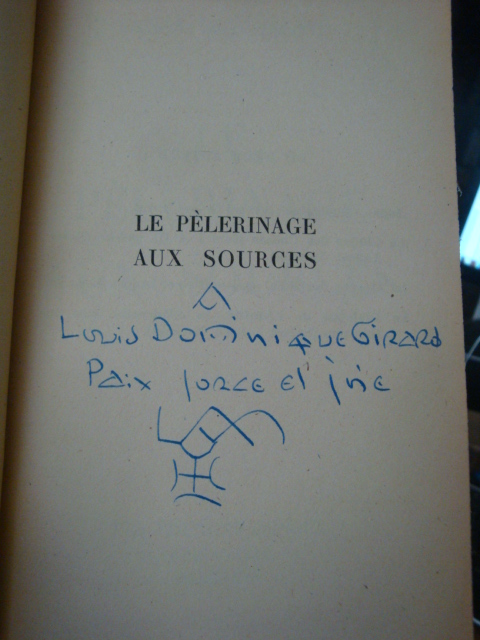 LE PÈLERINAGE
AUX SOURCES
A
Louis Dominique Girard
Paix force et joie